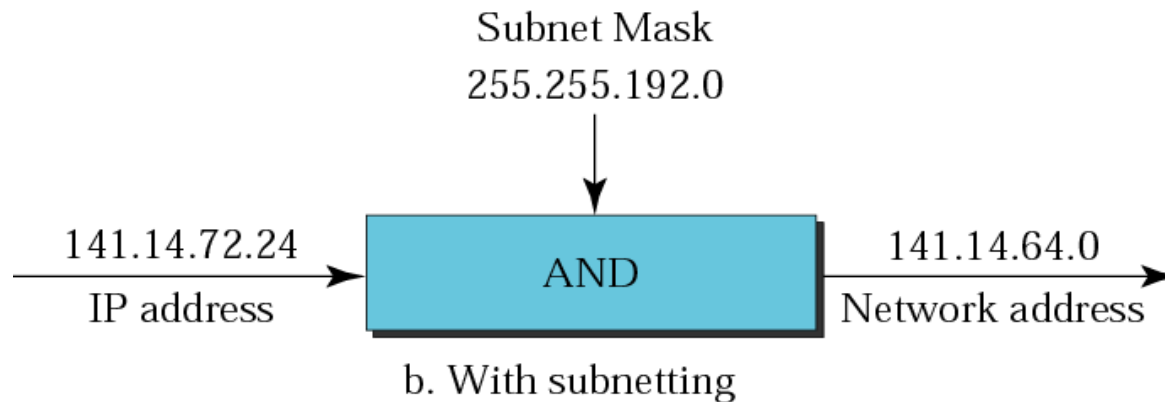 Subnet Mask
255.255.192.0
141.14.72.24
IP address
AND
141.14.64.0
Network address
b. With subnetting